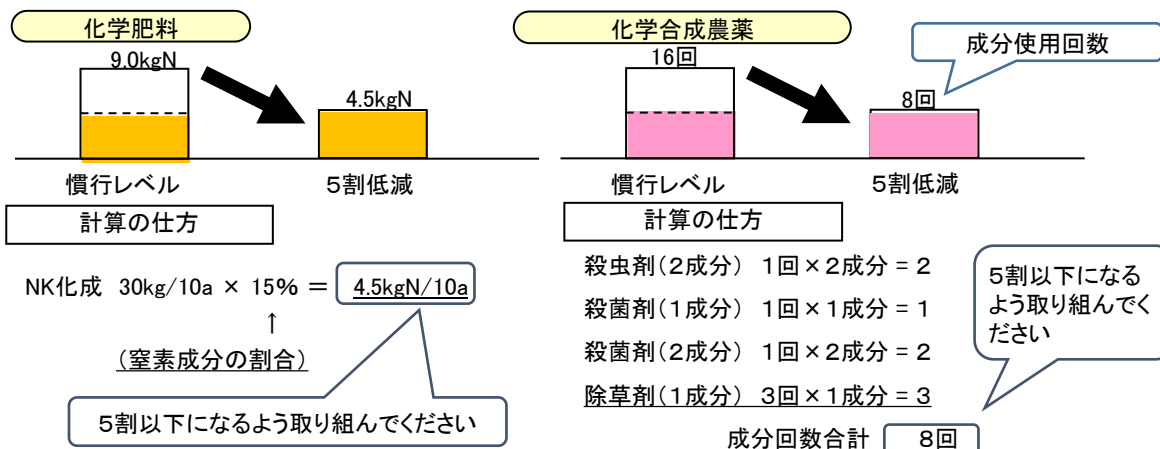 化学肥料
9.0kgN
4.5kgN
慣行レベル
５割低減
計算の仕方
NK化成 30kg/10a × 15% = 4.5kgN/10a
↑
(窒素成分の割合)
５割以下になるよう取り組んでください
化学合成農薬
16回
成分使用回数
8回
慣行レベル
５割低減
計算の仕方
殺虫剤(２成分) 1回×2成分 = 2
殺菌剤(１成分) 1回×1成分 = 1
殺菌剤(２成分) 1回×2成分 = 2
除草剤(１成分) 3回×1成分 = 3
成分回数合計 8回
５割以下になる
よう取り組んでく
ださい